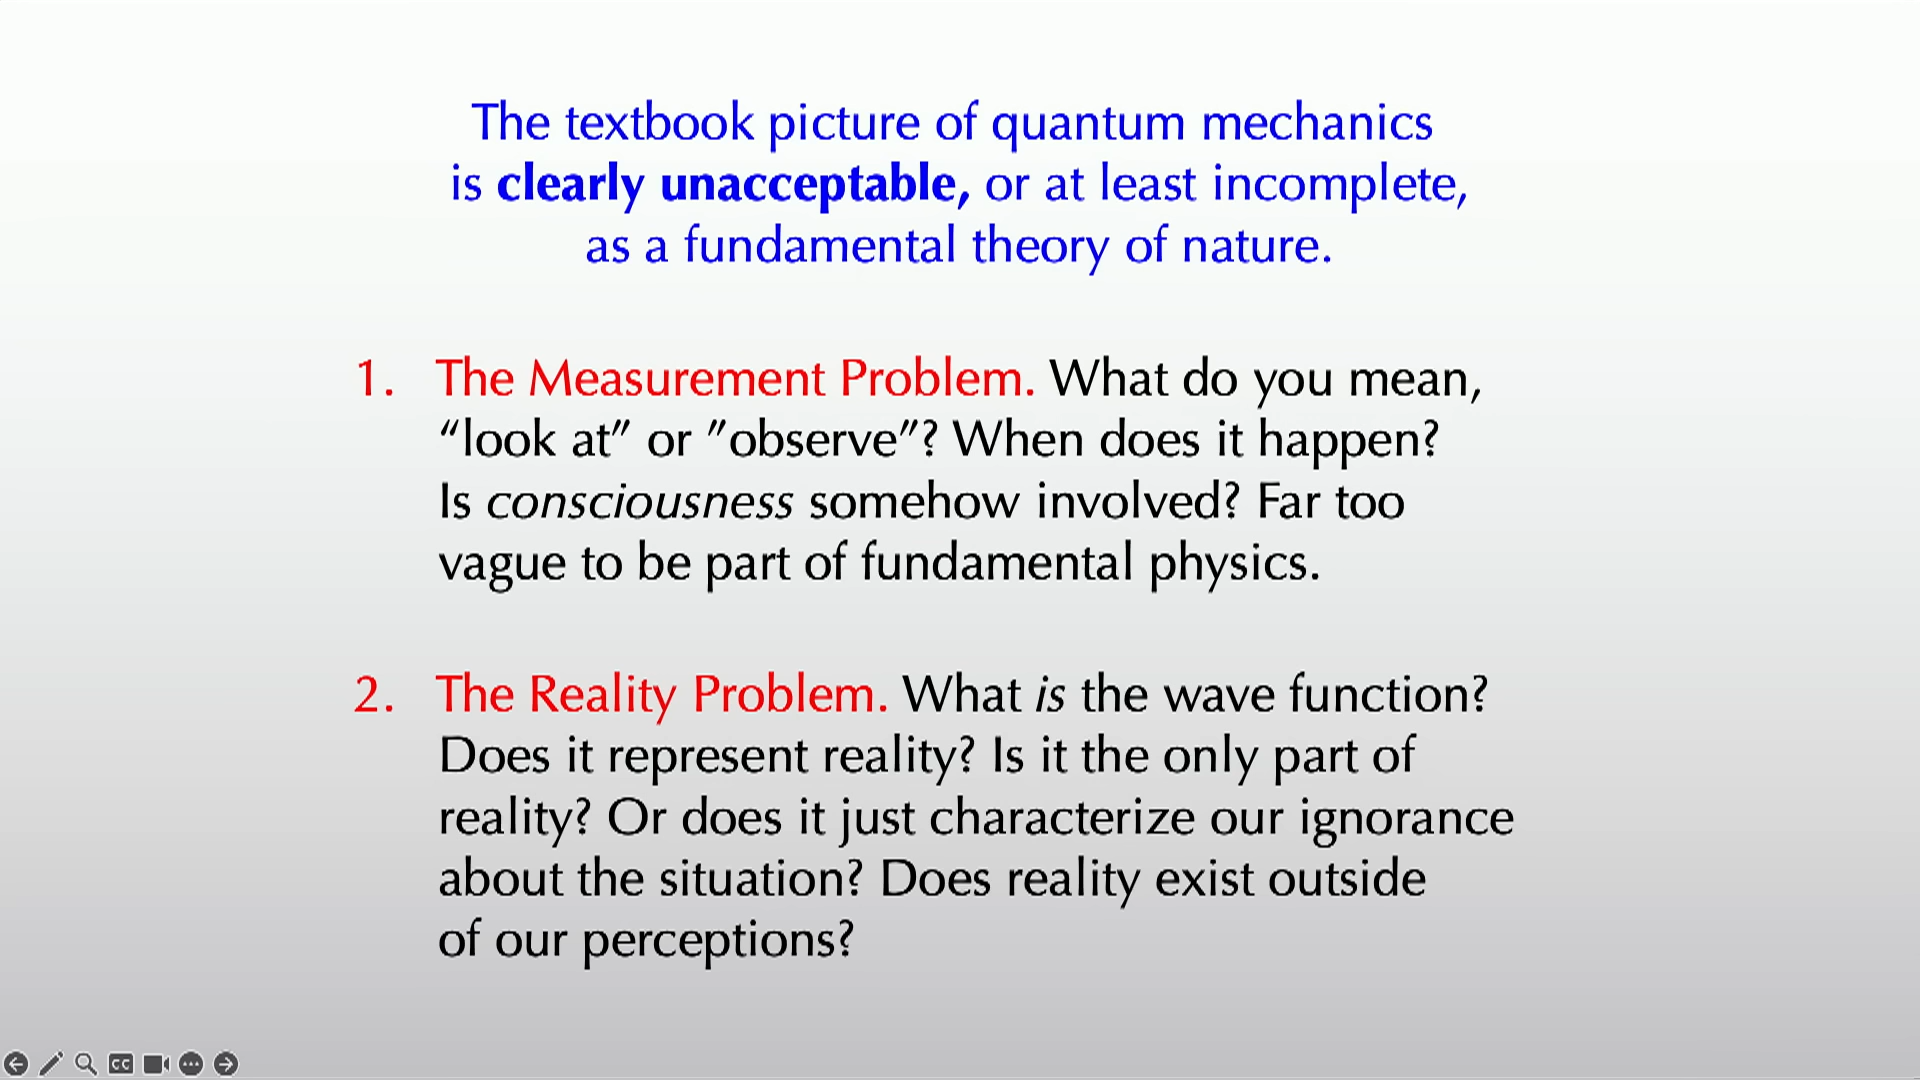 The textbook picture of quantum mechanics
is clearly unacceptable, or at least incomplete,
as a fundamental theory of nature.
1. The Measurement Problem. What do you mean,
“look at” or ”observe”? When does it happen?
Is consciousness somehow involved? Far too
vague to be part of fundamental physics.
2. The Reality Problem. What is the wave function?
Does it represent reality? Is it the only part of
reality? Or does it just characterize our ignorance
about the situation? Does reality exist outside
of our perceptions?
CC